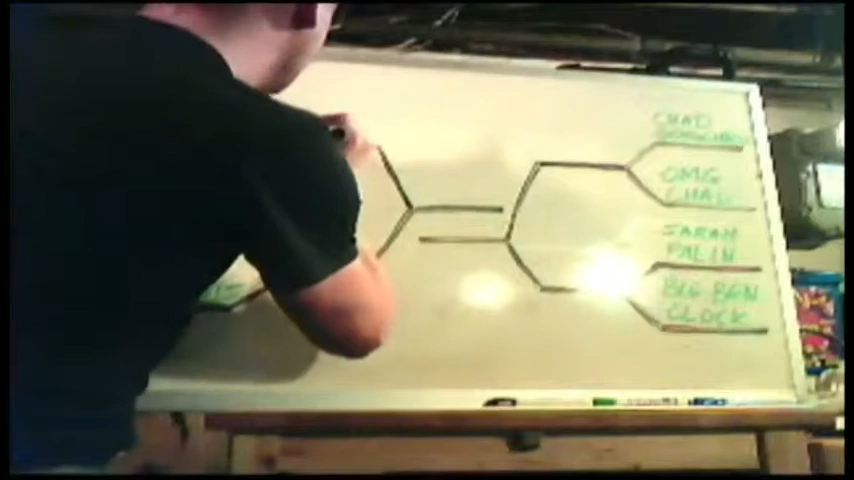 CHAD
OMG
CHAD
SARAH
PALIN
BIG BEN
CLOCK